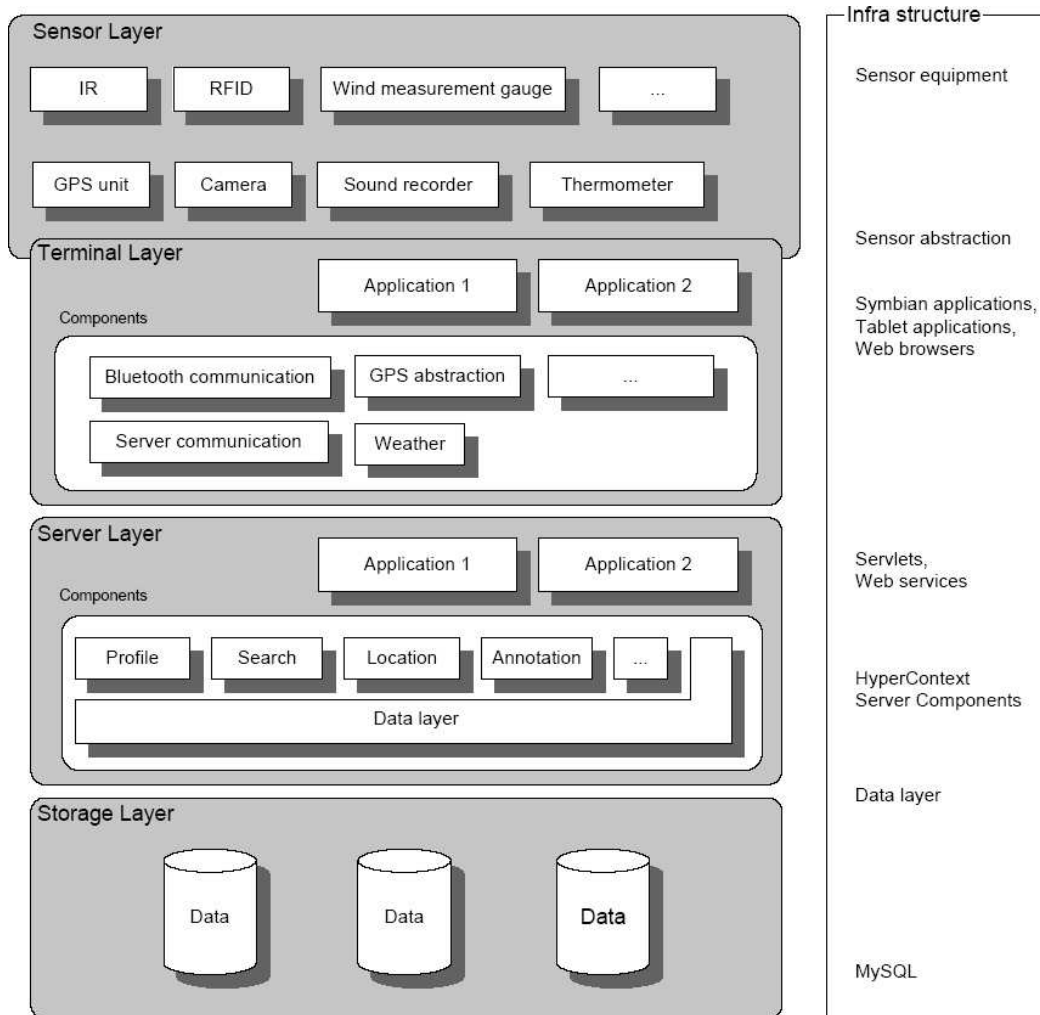 Sensor Layer
IR
RFID
Wind measurement gauge
...
GPS unit
Camera
Sound recorder
Thermometer
Terminal Layer
Application 1
Application 2
Components
Bluetooth communication
GPS abstraction
...
Server communication
Weather
Server Layer
Application 1
Application 2
Components
Profile
Search
Location
Annotation
...
Data layer
Storage Layer
Data
Data
Data
Infra structure
Sensor equipment
Sensor abstraction
Symbian applications,
Tablet applications,
Web browsers
Servlets,
Web services
HyperContext
Server Components
Data layer
MySQL